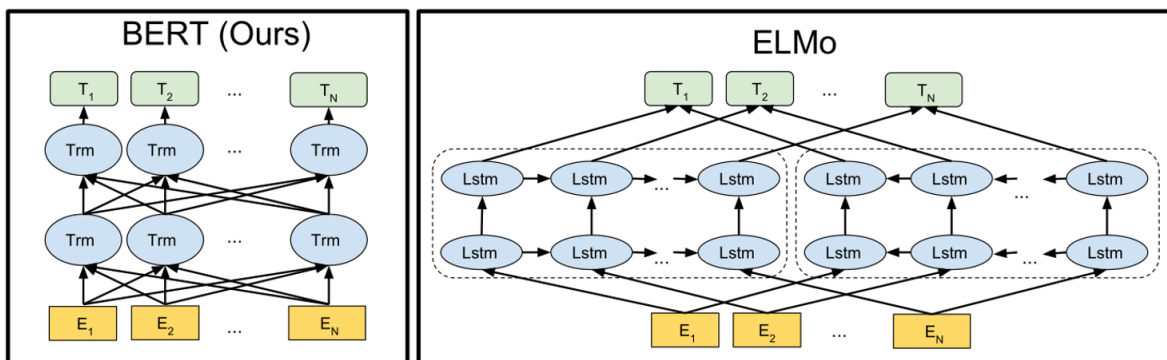 BERT (Ours)
T1 T2 ... TN
Trm Trm ... Trm
Trm Trm ... Trm
E1 E2 ... EN
ELMo
T1 T2 ... TN
Lstm Lstm ... Lstm Lstm Lstm ... Lstm
Lstm Lstm ... Lstm Lstm Lstm ... Lstm
E1 E2 ... EN